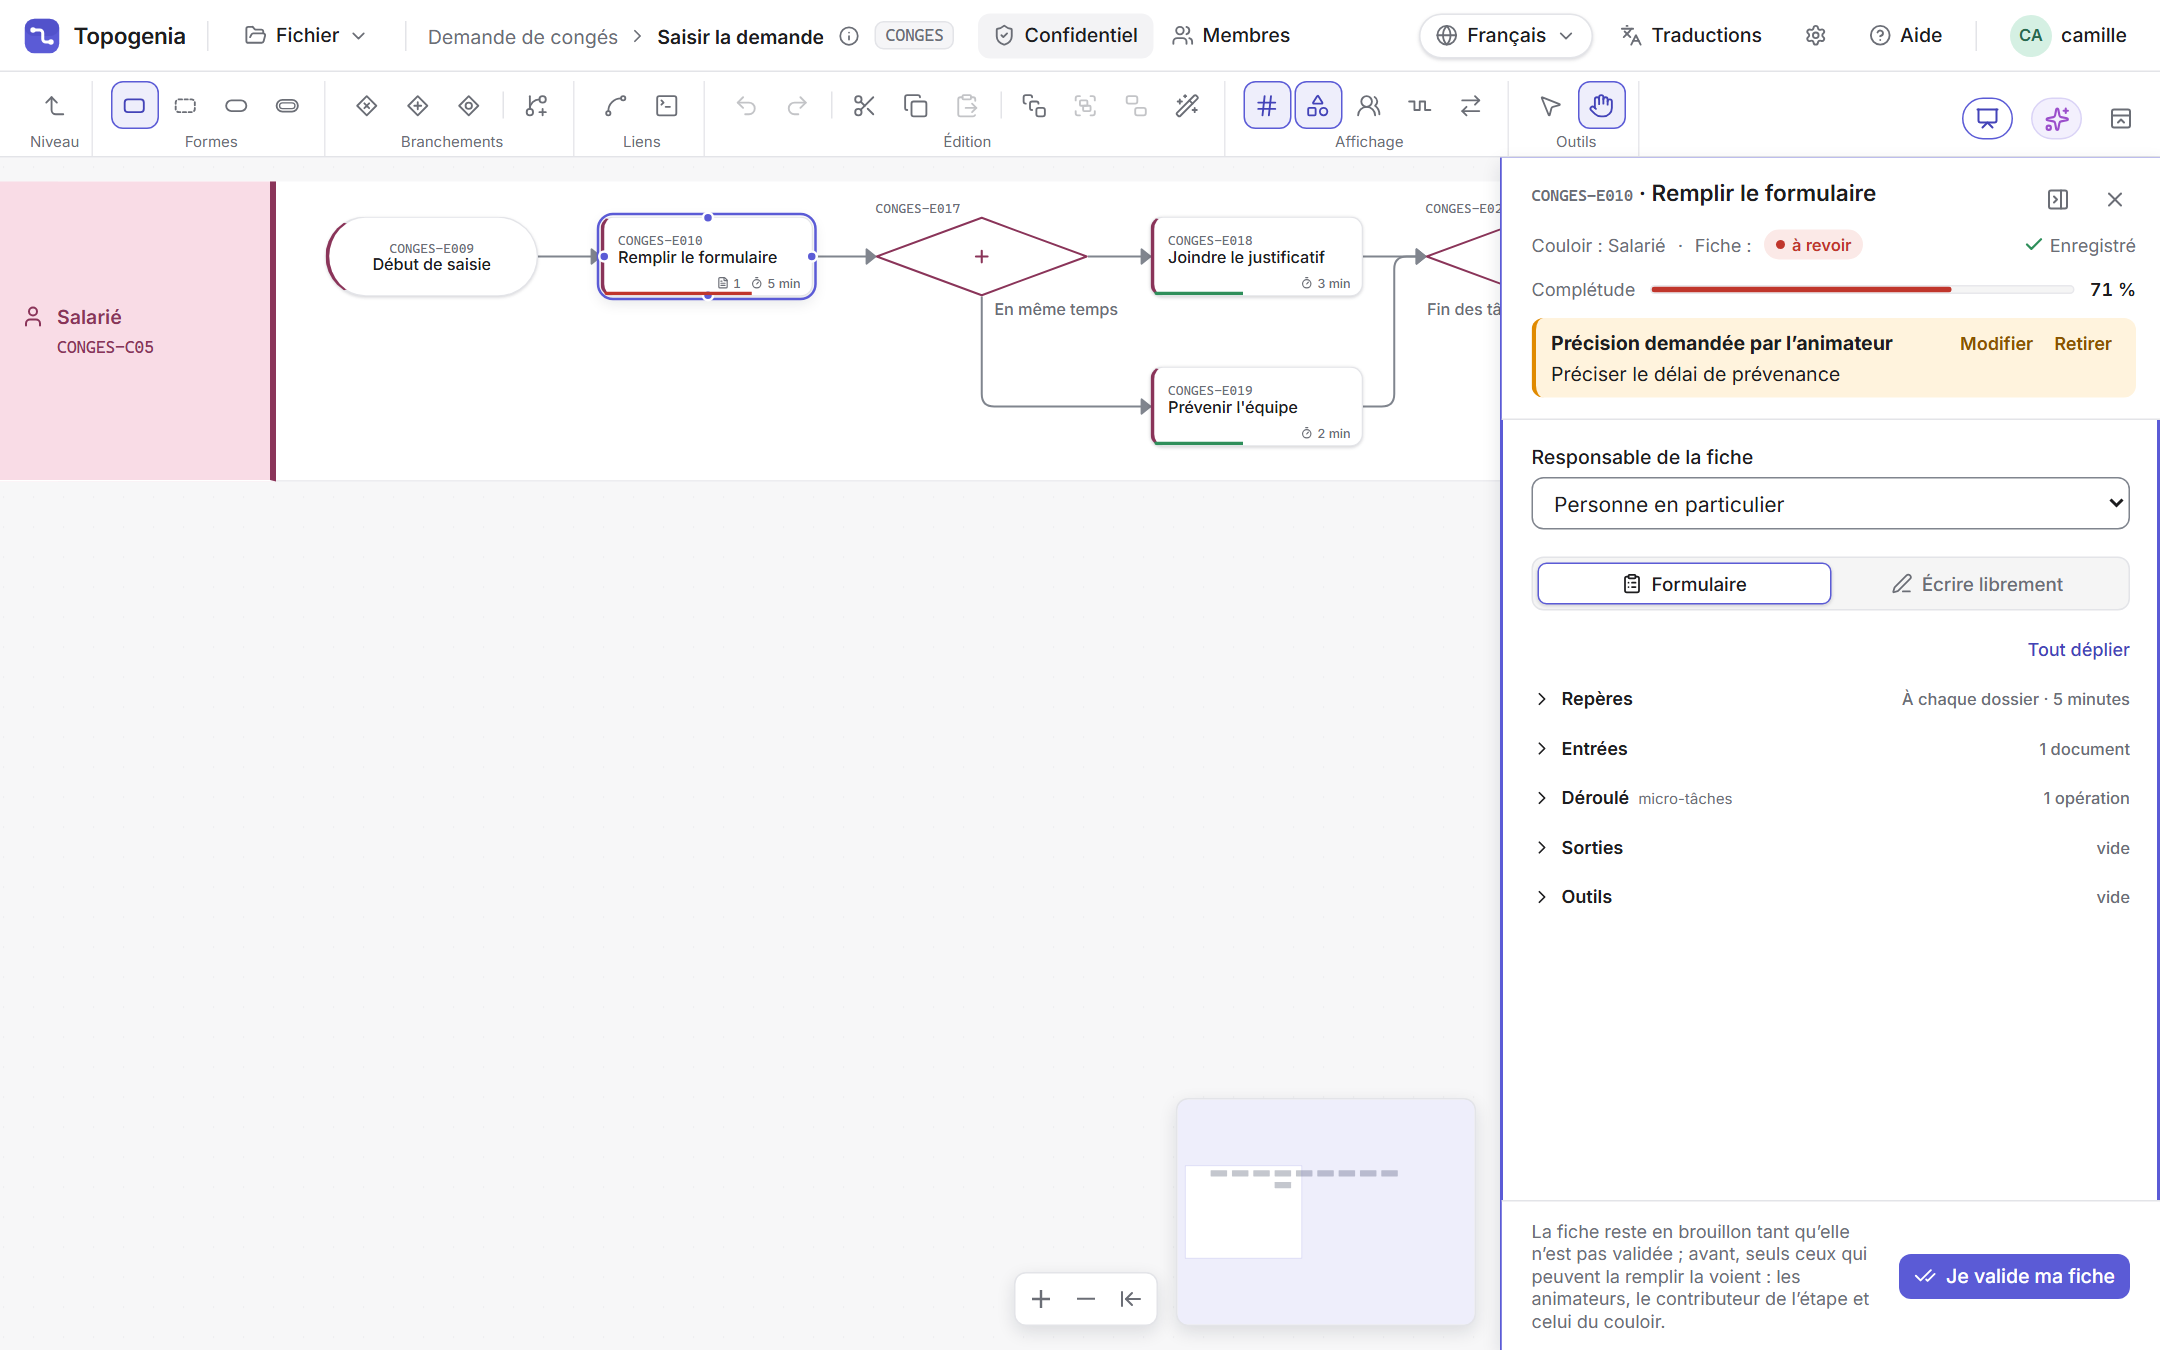 Topogenia
Fichier
Demande de congés
Saisir la demande
CONGES
Confidentiel
Membres
Français
Traductions
Aide
CA
camille
Niveau
Formes
Branchements
Liens
Édition
Affichage
Outils
Salarié
CONGES-C05
CONGES-E009
Début de saisie
CONGES-E010
Remplir le formulaire
1
5 min
CONGES-E017
En même temps
CONGES-E018
Joindre le justificatif
3 min
CONGES-E019
Prévenir l'équipe
2 min
CONGES-E02
Fin des tâ
CONGES-E010 · Remplir le formulaire
Couloir : Salarié · Fiche : à revoir
Enregistré
Complétude
71 %
Précision demandée par l’animateur
Modifier
Retirer
Préciser le délai de prévenance
Responsable de la fiche
Personne en particulier
Formulaire
Écrire librement
Tout déplier
Repères
À chaque dossier · 5 minutes
Entrées
1 document
Déroulé micro-tâches
1 opération
Sorties
vide
Outils
vide
La fiche reste en brouillon tant qu’elle
n’est pas validée ; avant, seuls ceux qui
peuvent la remplir la voient : les
animateurs, le contributeur de l’étape et
celui du couloir.
Je valide ma fiche